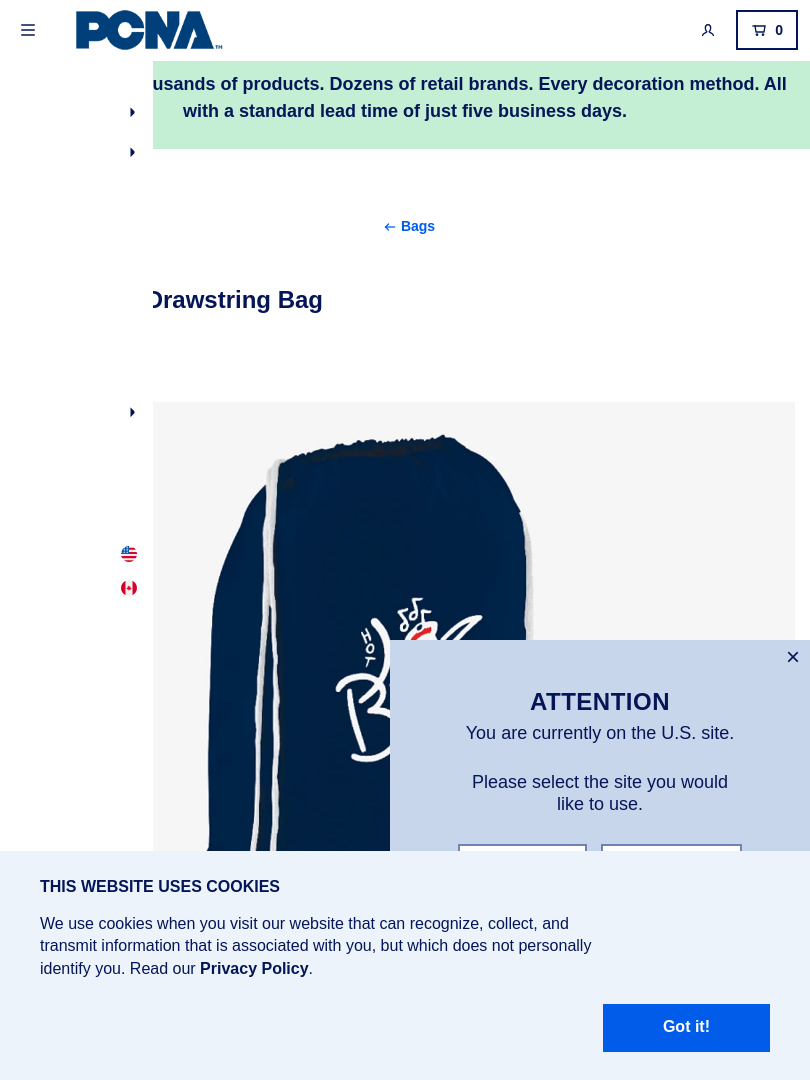 PCNA™
0
usands of products. Dozens of retail brands. Every decoration method. All
with a standard lead time of just five business days.
Bags
Drawstring Bag
HOT
ATTENTION
You are currently on the U.S. site.
Please select the site you would
like to use.
THIS WEBSITE USES COOKIES
We use cookies when you visit our website that can recognize, collect, and
transmit information that is associated with you, but which does not personally
identify you. Read our Privacy Policy.
Got it!